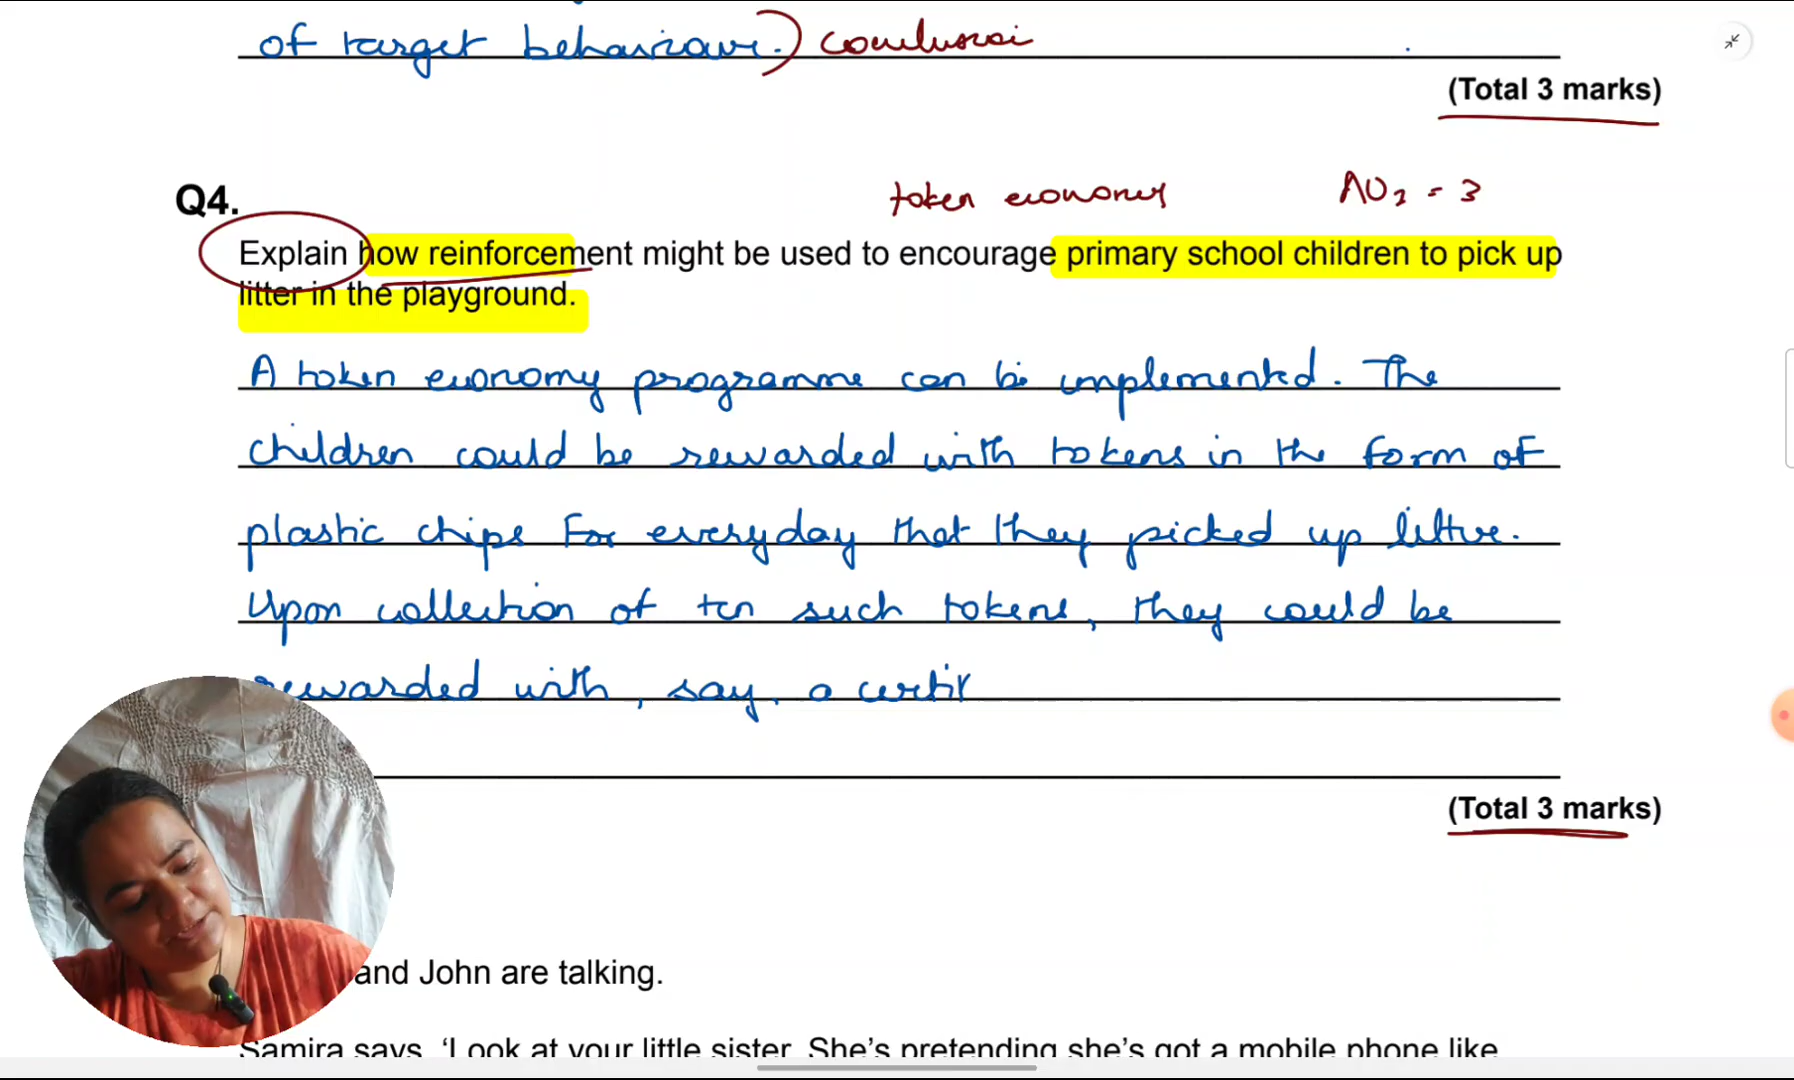 of target behaviour.) conclusion
(Total 3 marks)
Q4.
token economy AO2 = 3
Explain how reinforcement might be used to encourage primary school children to pick up
litter in the playground.
A token economy programme can be implemented. The
children could be rewarded with tokens in the form of
plastic chips for everyday that they picked up litter.
Upon collection of ten such tokens, they could be
rewarded with, say, a certif
(Total 3 marks)
and John are talking.
Samira says, ‘Look at your little sister. She’s pretending she’s got a mobile phone like